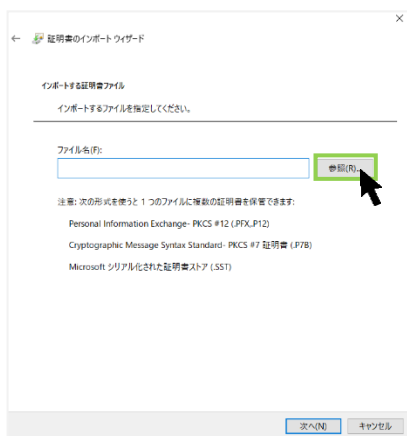 証明書のインポート ウィザード
インポートする証明書ファイル
インポートするファイルを指定してください。
ファイル名(F):
参照(R)...
注意: 次の形式を使うと 1 つのファイルに複数の証明書を保管できます:
Personal Information Exchange- PKCS #12 (.PFX,.P12)
Cryptographic Message Syntax Standard- PKCS #7 証明書 (.P7B)
Microsoft シリアル化された証明書ストア (.SST)
次へ(N)
キャンセル